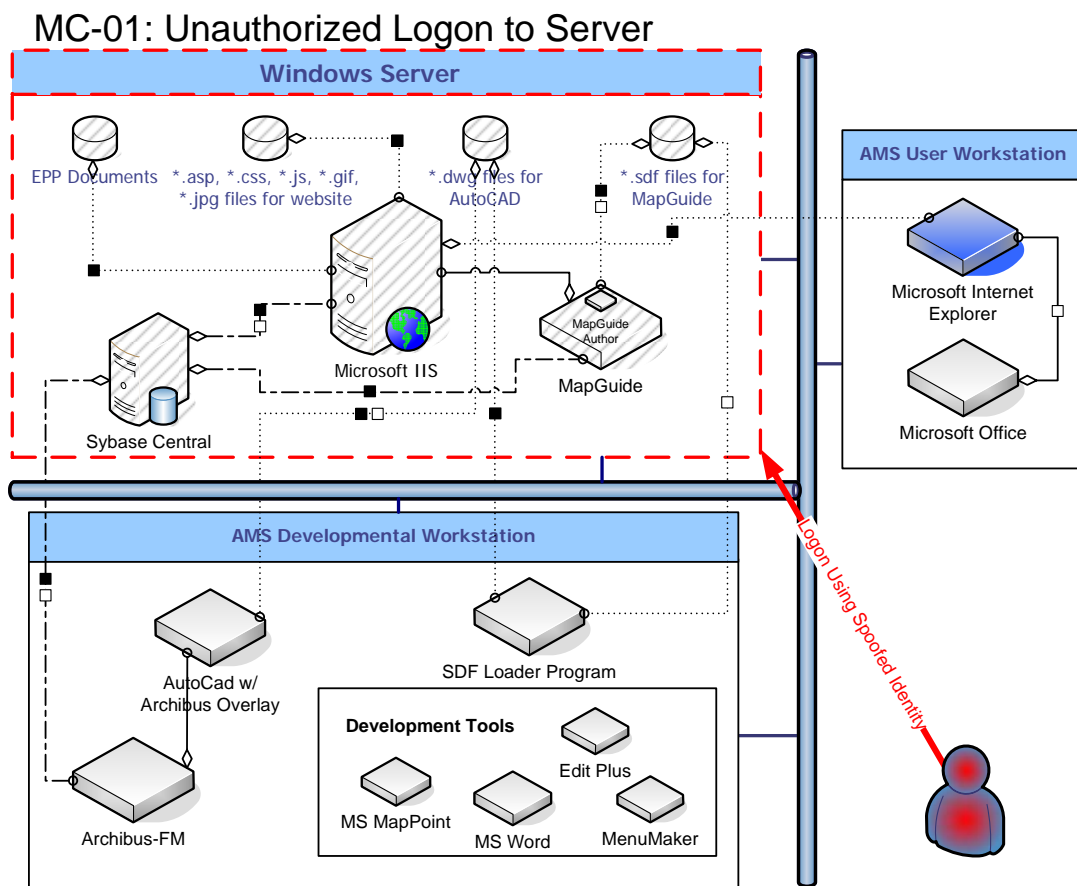 MC-01: Unauthorized Logon to Server
Windows Server
EPP Documents
*.asp, *.css, *.js, *.gif,
*.jpg files for website
*.dwg files for
AutoCAD
*.sdf files for
MapGuide
Microsoft IIS
MapGuide
Author
MapGuide
Sybase Central
AMS User Workstation
Microsoft Internet
Explorer
Microsoft Office
Logon Using Spoofed Identity
AMS Developmental Workstation
AutoCad w/
Archibus Overlay
SDF Loader Program
Archibus-FM
Development Tools
Edit Plus
MS MapPoint
MS Word
MenuMaker